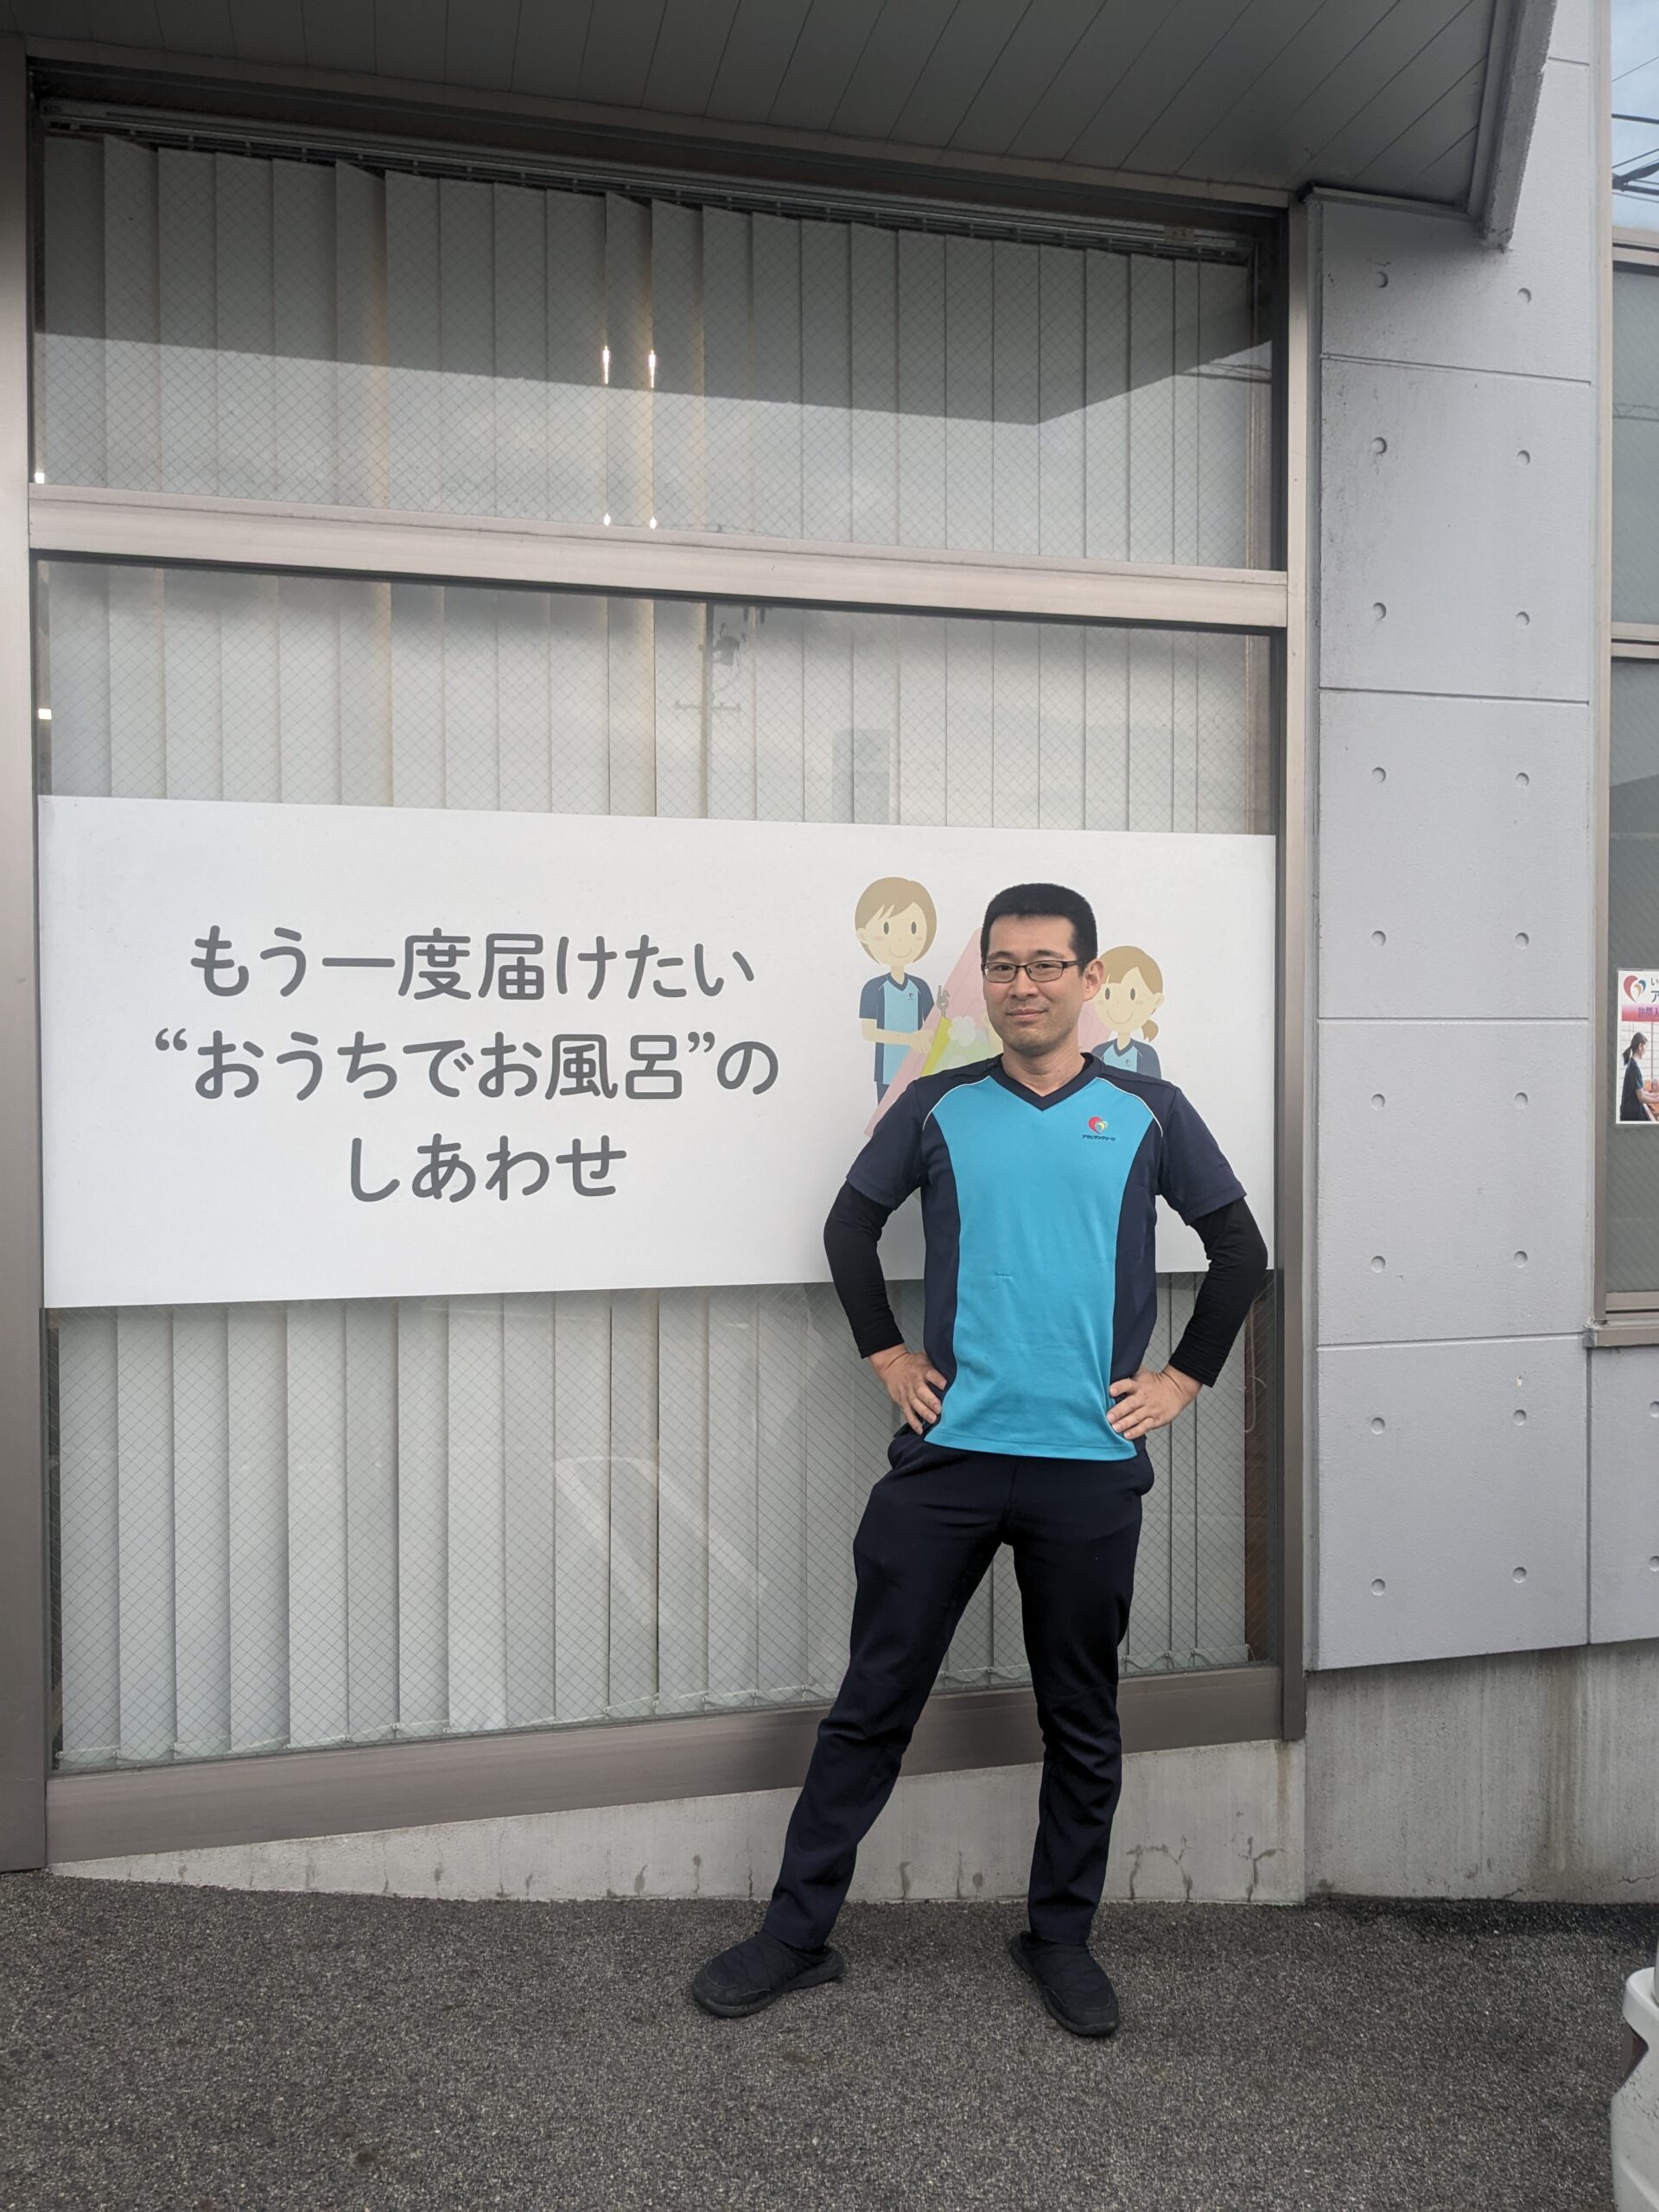 もう一度届けたい
“おうちでお風呂”の
しあわせ